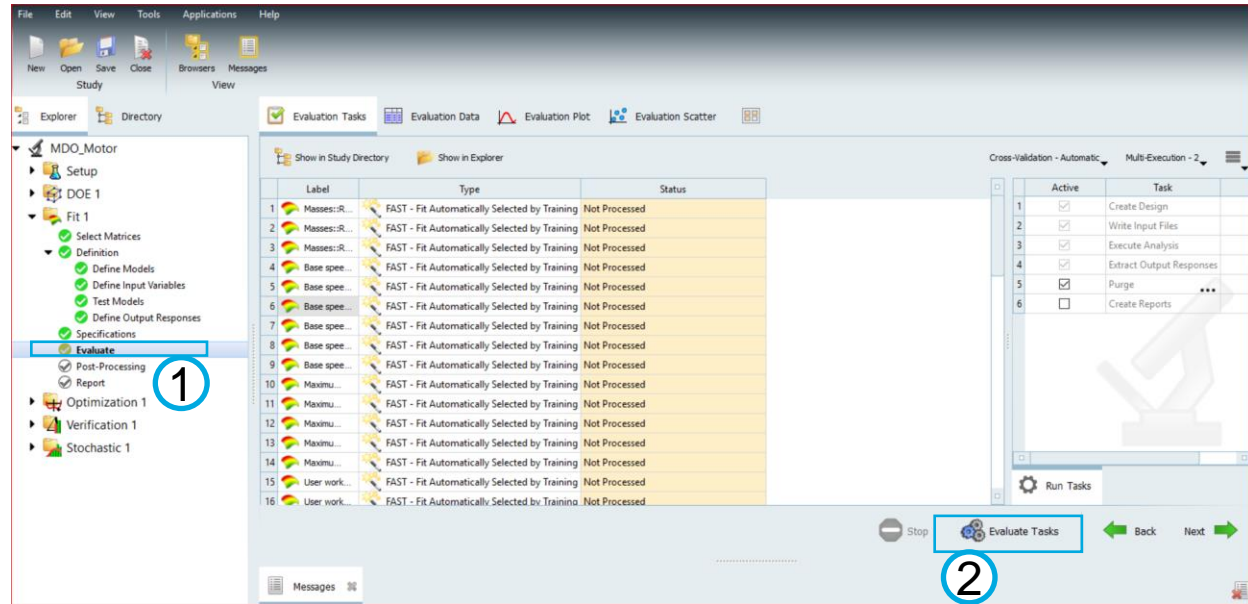 File Edit View Tools Applications Help
New Open Save Close Browsers Messages
Study View
Explorer Directory
Evaluation Tasks Evaluation Data Evaluation Plot Evaluation Scatter
MDO_Motor
Setup
DOE 1
Fit 1
Select Matrices
Definition
Define Models
Define Input Variables
Test Models
Define Output Responses
Specifications
Evaluate
Post-Processing
Report
Optimization 1
Verification 1
Stochastic 1
1
Show in Study Directory Show in Explorer
Cross-Validation - Automatic Multi-Execution - 2
Label Type Status
1 Masses::R... FAST - Fit Automatically Selected by Training Not Processed
2 Masses::R... FAST - Fit Automatically Selected by Training Not Processed
3 Masses::R... FAST - Fit Automatically Selected by Training Not Processed
4 Base spee... FAST - Fit Automatically Selected by Training Not Processed
5 Base spee... FAST - Fit Automatically Selected by Training Not Processed
6 Base spee... FAST - Fit Automatically Selected by Training Not Processed
7 Base spee... FAST - Fit Automatically Selected by Training Not Processed
8 Base spee... FAST - Fit Automatically Selected by Training Not Processed
9 Base spee... FAST - Fit Automatically Selected by Training Not Processed
10 Maximu... FAST - Fit Automatically Selected by Training Not Processed
11 Maximu... FAST - Fit Automatically Selected by Training Not Processed
12 Maximu... FAST - Fit Automatically Selected by Training Not Processed
13 Maximu... FAST - Fit Automatically Selected by Training Not Processed
14 Maximu... FAST - Fit Automatically Selected by Training Not Processed
15 User work... FAST - Fit Automatically Selected by Training Not Processed
16 User work... FAST - Fit Automatically Selected by Training Not Processed
Active Task
1 Create Design
2 Write Input Files
3 Execute Analysis
4 Extract Output Responses
5 Purge ...
6 Create Reports
Run Tasks
Stop Evaluate Tasks Back Next
2
Messages